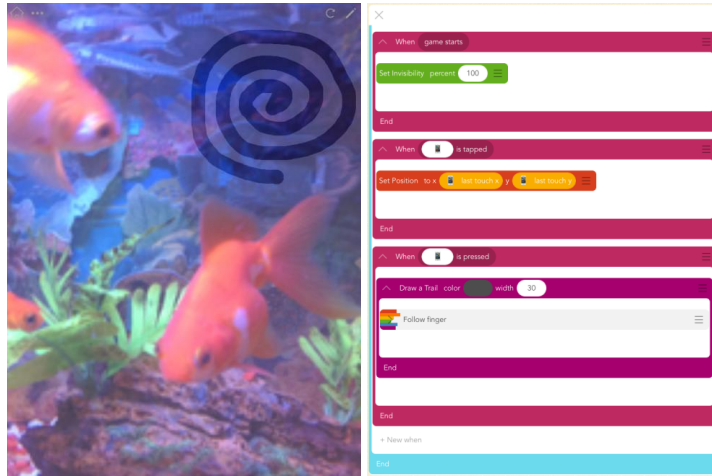 When game starts
Set Invisibility percent 100
End
When is tapped
Set Position to x last touch x y last touch y
End
When is pressed
Draw a Trail color width 30
Follow finger
End
End
+ New when
End